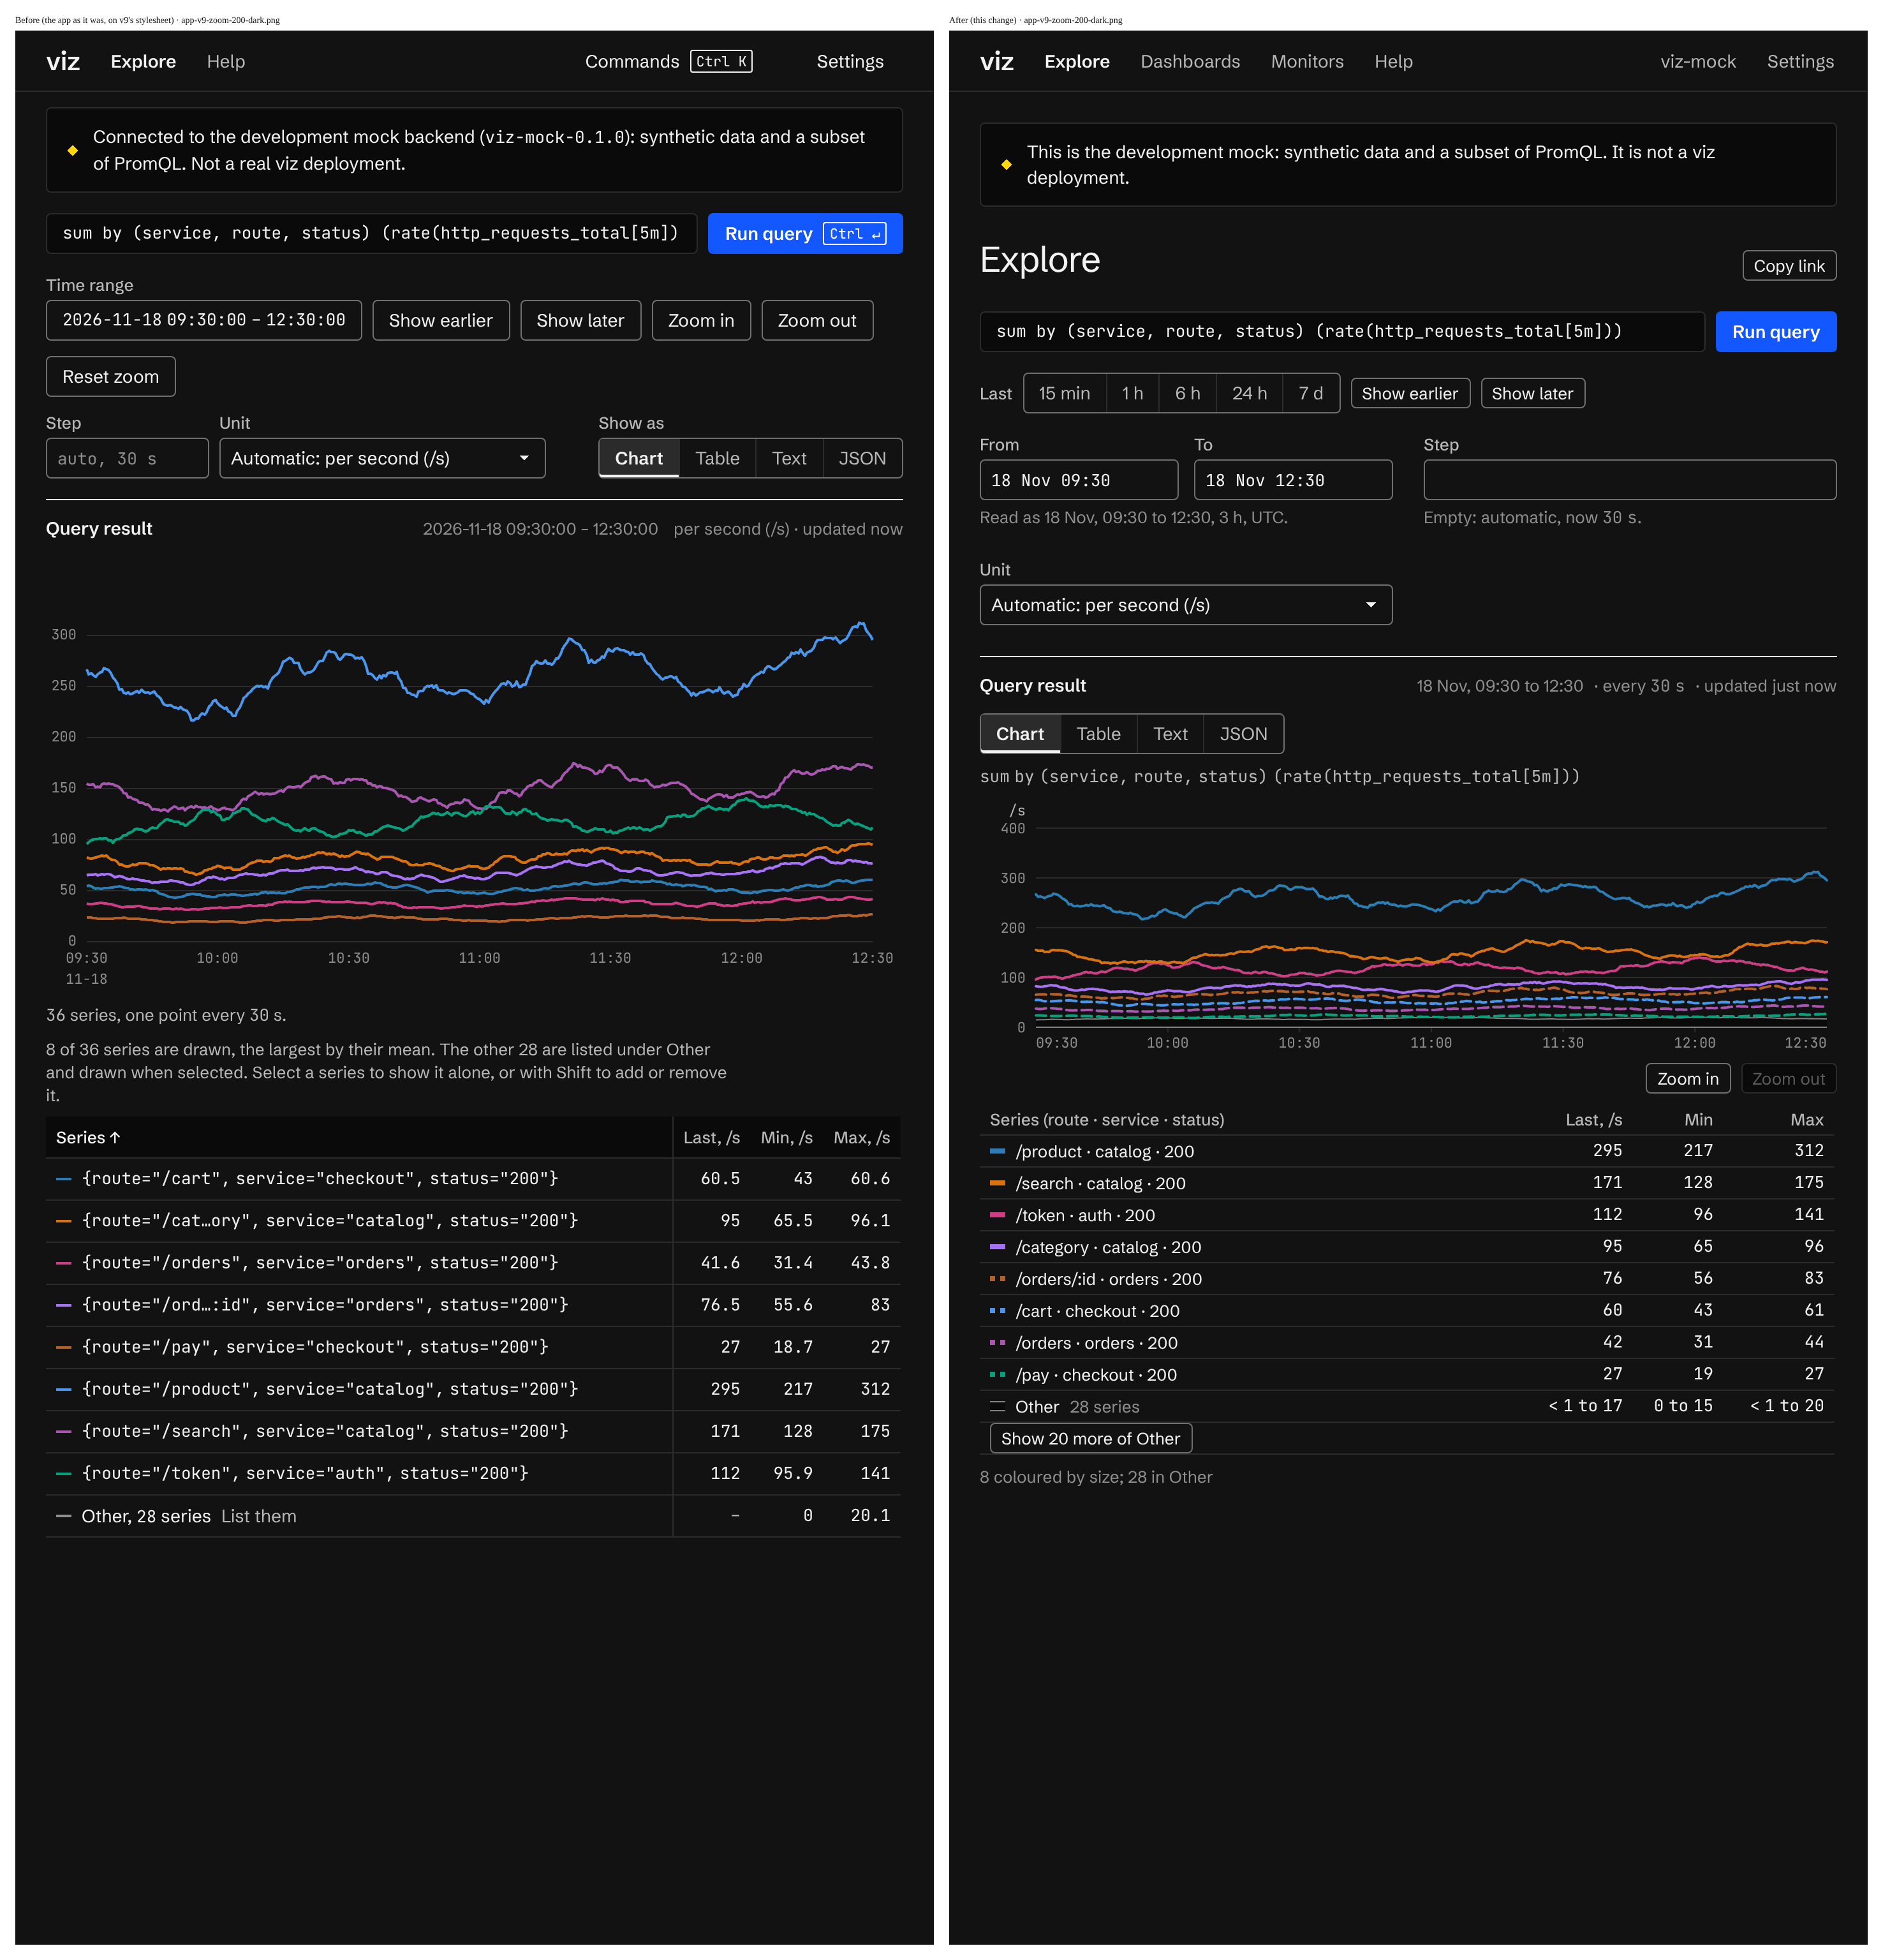 Before (the app as it was, on v9's stylesheet) · app-v9-zoom-200-dark.png
viz Explore Help Commands Ctrl K Settings
Connected to the development mock backend (viz-mock-0.1.0): synthetic data and a subset
of PromQL. Not a real viz deployment.
sum by (service, route, status) (rate(http_requests_total[5m])
Run query Ctrl ↵
Time range
2026-11-18 09:30:00 – 12:30:00 Show earlier Show later Zoom in Zoom out
Reset zoom
Step Unit Show as
auto, 30 s Automatic: per second (/s) Chart Table Text JSON
Query result 2026-11-18 09:30:00 – 12:30:00 per second (/s) · updated now
300
250
200
150
100
50
0
09:30 10:00 10:30 11:00 11:30 12:00 12:30
11-18
36 series, one point every 30 s.
8 of 36 series are drawn, the largest by their mean. The other 28 are listed under Other
and drawn when selected. Select a series to show it alone, or with Shift to add or remove
it.
Series ↑ Last, /s Min, /s Max, /s
{route="/cart", service="checkout", status="200"} 60.5 43 60.6
{route="/cat…ory", service="catalog", status="200"} 95 65.5 96.1
{route="/orders", service="orders", status="200"} 41.6 31.4 43.8
{route="/ord…:id", service="orders", status="200"} 76.5 55.6 83
{route="/pay", service="checkout", status="200"} 27 18.7 27
{route="/product", service="catalog", status="200"} 295 217 312
{route="/search", service="catalog", status="200"} 171 128 175
{route="/token", service="auth", status="200"} 112 95.9 141
Other, 28 series List them – 0 20.1
After (this change) · app-v9-zoom-200-dark.png
viz Explore Dashboards Monitors Help viz-mock Settings
This is the development mock: synthetic data and a subset of PromQL. It is not a viz
deployment.
Explore Copy link
sum by (service, route, status) (rate(http_requests_total[5m])) Run query
Last 15 min 1 h 6 h 24 h 7 d Show earlier Show later
From To Step
18 Nov 09:30 18 Nov 12:30
Read as 18 Nov, 09:30 to 12:30, 3 h, UTC. Empty: automatic, now 30 s.
Unit
Automatic: per second (/s)
Query result 18 Nov, 09:30 to 12:30 · every 30 s · updated just now
Chart Table Text JSON
sum by (service, route, status) (rate(http_requests_total[5m]))
/s
400
300
200
100
0
09:30 10:00 10:30 11:00 11:30 12:00 12:30
Zoom in Zoom out
Series (route · service · status) Last, /s Min Max
/product · catalog · 200 295 217 312
/search · catalog · 200 171 128 175
/token · auth · 200 112 96 141
/category · catalog · 200 95 65 96
/orders/:id · orders · 200 76 56 83
/cart · checkout · 200 60 43 61
/orders · orders · 200 42 31 44
/pay · checkout · 200 27 19 27
Other 28 series < 1 to 17 0 to 15 < 1 to 20
Show 20 more of Other
8 coloured by size; 28 in Other